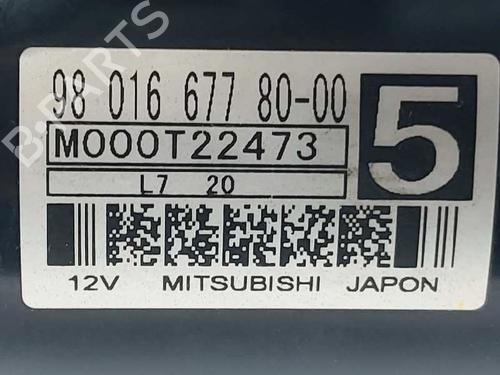 98 016 677 80-00
5
M000T22473
L7 20
12V MITSUBISHI JAPON
B-PARTS